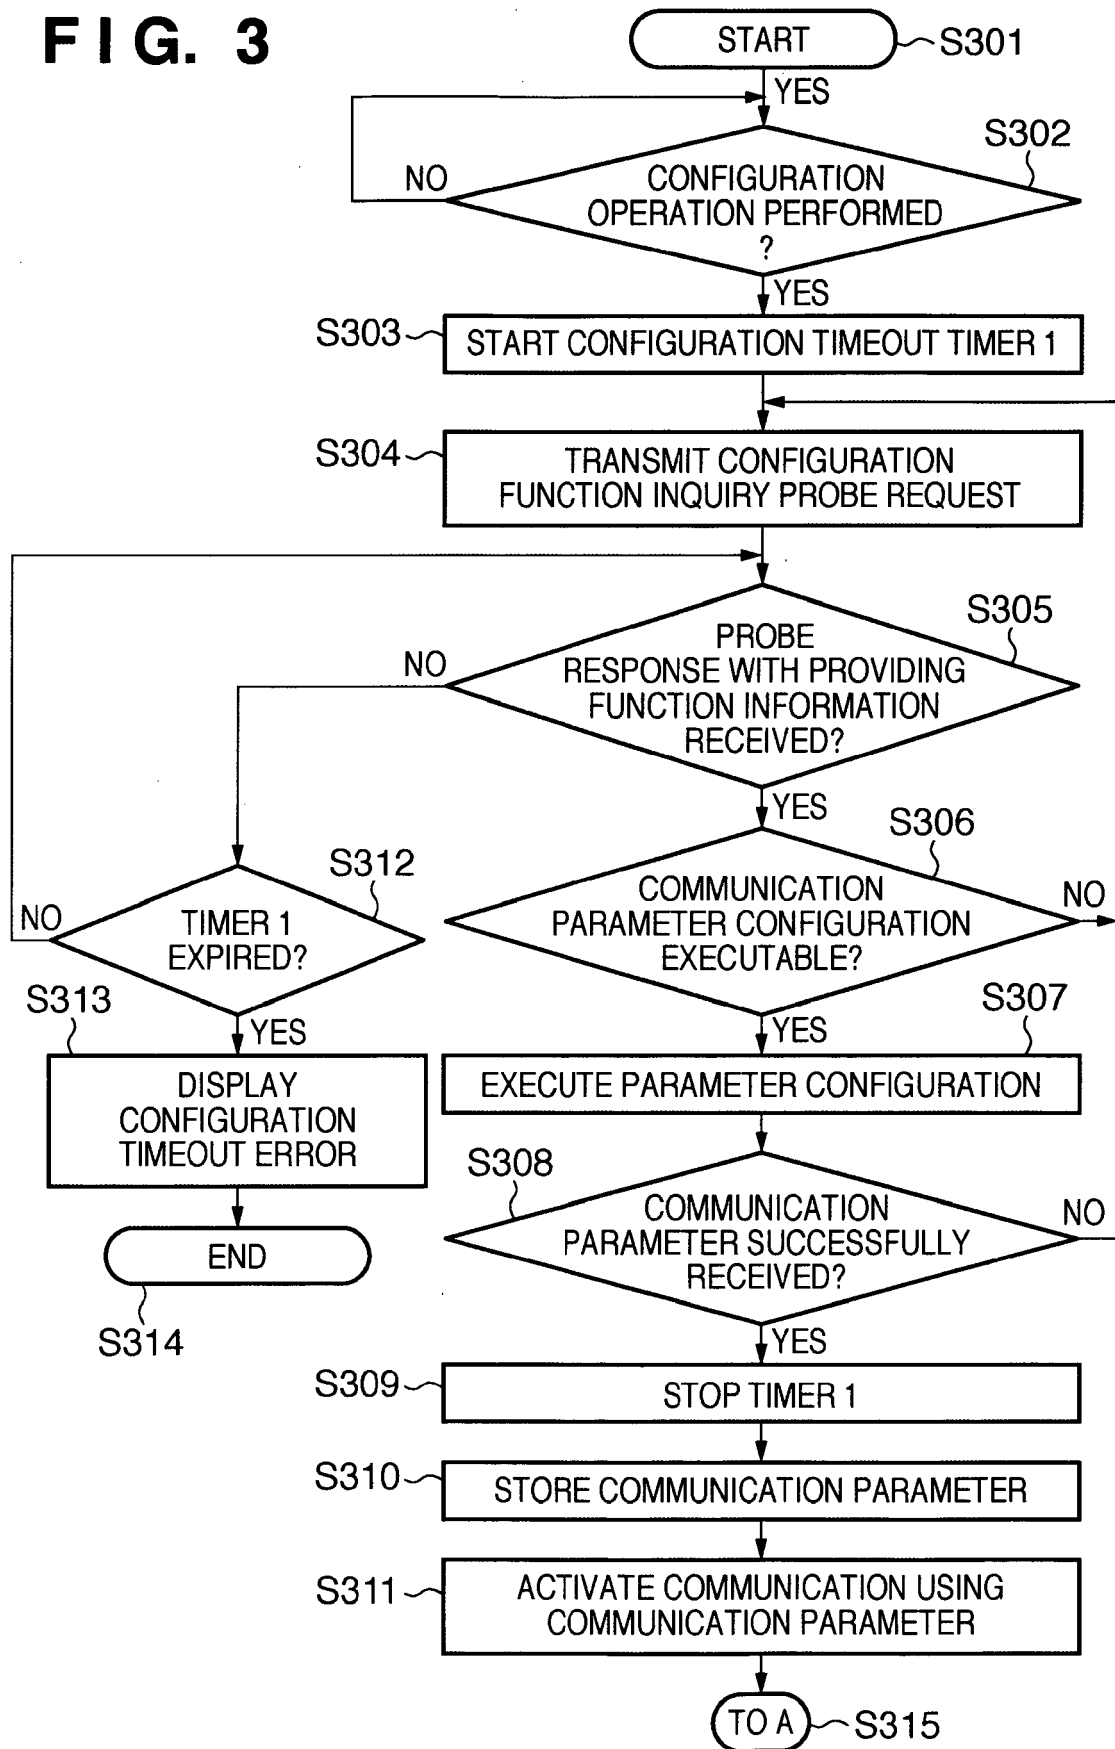 FIG. 3
START
S301
YES
S302
NO
CONFIGURATION
OPERATION PERFORMED
?
YES
S303
START CONFIGURATION TIMEOUT TIMER 1
S304
TRANSMIT CONFIGURATION
FUNCTION INQUIRY PROBE REQUEST
S305
NO
PROBE
RESPONSE WITH PROVIDING
FUNCTION INFORMATION
RECEIVED?
YES
S306
S312
NO
COMMUNICATION
PARAMETER CONFIGURATION
EXECUTABLE?
NO
TIMER 1
EXPIRED?
YES
S307
S313
YES
EXECUTE PARAMETER CONFIGURATION
DISPLAY
CONFIGURATION
TIMEOUT ERROR
S308
COMMUNICATION
PARAMETER SUCCESSFULLY
RECEIVED?
NO
END
S314
YES
S309
STOP TIMER 1
S310
STORE COMMUNICATION PARAMETER
S311
ACTIVATE COMMUNICATION USING
COMMUNICATION PARAMETER
TO A
S315